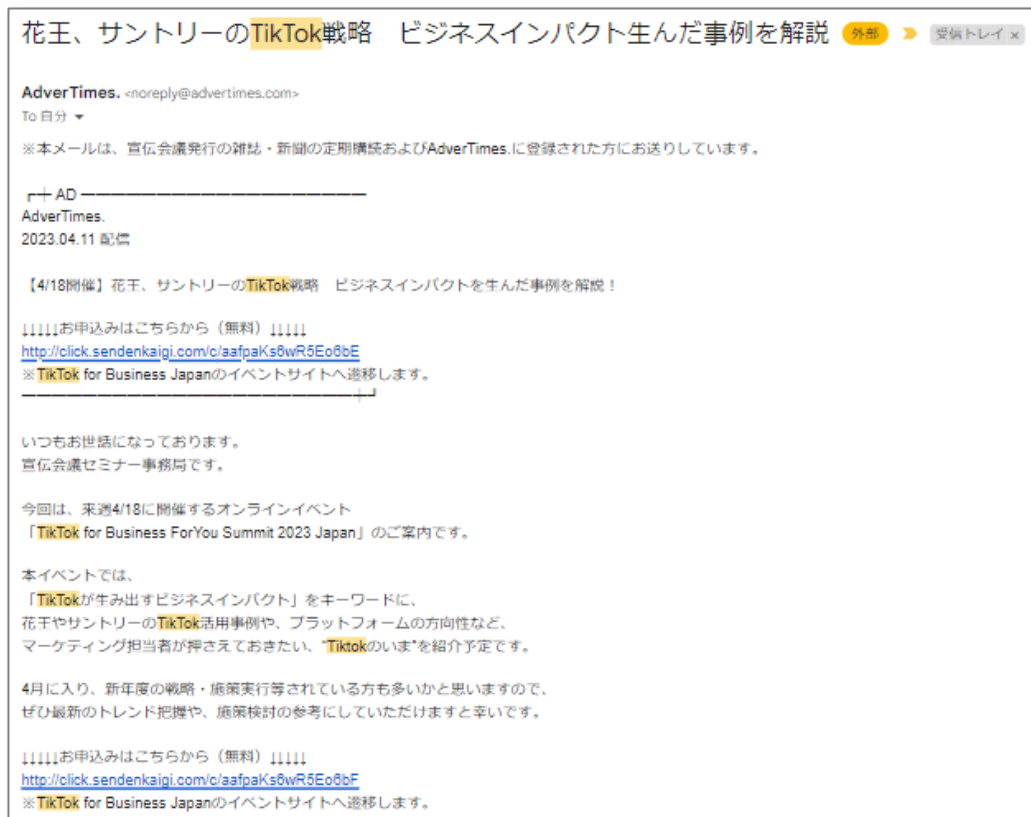 花王、サントリーのTikTok戦略　ビジネスインパクト生んだ事例を解説 外部 受信トレイ ×
AdverTimes. <noreply@advertimes.com>
To 自分
※本メールは、宣伝会議発行の雑誌・新聞の定期購読およびAdverTimes.に登録された方にお送りしています。
┏┿ AD ━━━━━━━━━━━━━━━━━━━
AdverTimes.
2023.04.11 配信
【4/18開催】花王、サントリーのTikTok戦略　ビジネスインパクトを生んだ事例を解説！
↓↓↓↓↓お申込みはこちらから（無料）↓↓↓↓↓
http://click.sendenkaigi.com/c/aafpaKs6wR5Eo6bE
※TikTok for Business Japanのイベントサイトへ遷移します。
━━━━━━━━━━━━━━━━━━━━━━┿┛
いつもお世話になっております。
宣伝会議セミナー事務局です。
今回は、来週4/18に開催するオンラインイベント
「TikTok for Business ForYou Summit 2023 Japan」のご案内です。
本イベントでは、
「TikTokが生み出すビジネスインパクト」をキーワードに、
花王やサントリーのTikTok活用事例や、プラットフォームの方向性など、
マーケティング担当者が押さえておきたい、“Tiktokのいま”を紹介予定です。
4月に入り、新年度の戦略・施策実行等されている方も多いかと思いますので、
ぜひ最新のトレンド把握や、施策検討の参考にしていただけますと幸いです。
↓↓↓↓↓お申込みはこちらから（無料）↓↓↓↓↓
http://click.sendenkaigi.com/c/aafpaKs6wR5Eo6bF
※TikTok for Business Japanのイベントサイトへ遷移します。